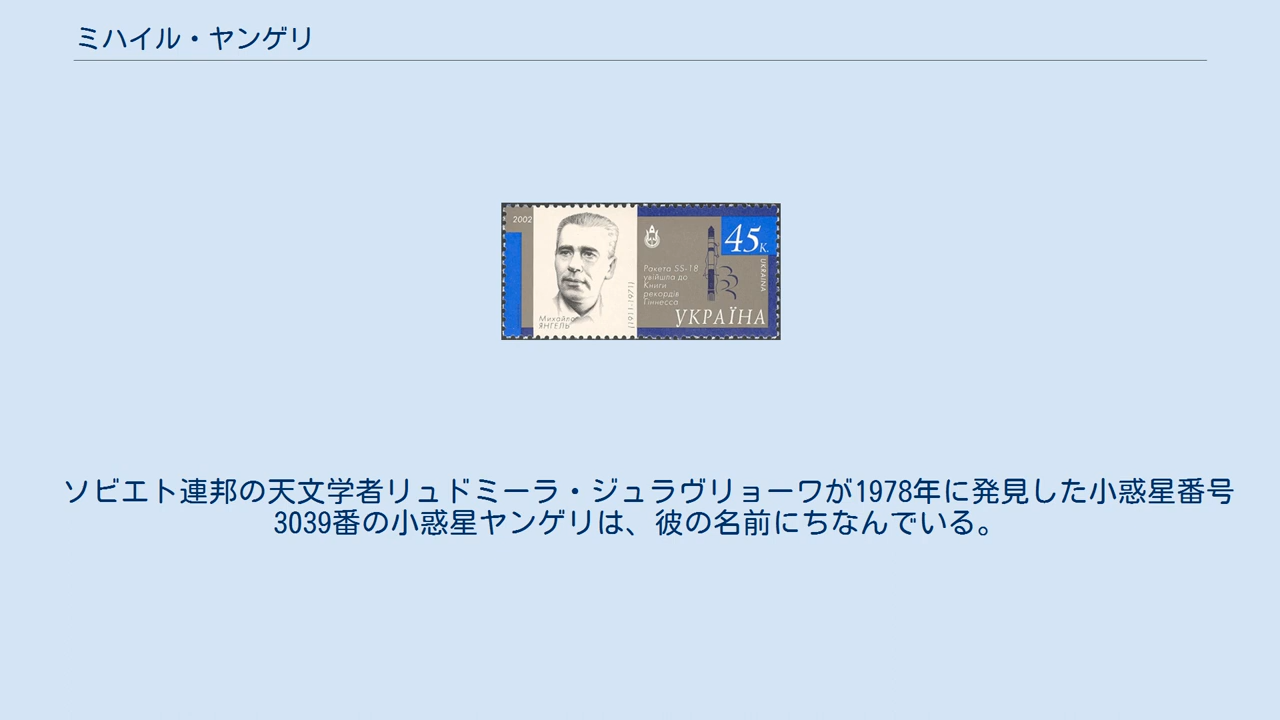 ミハイル・ヤンゲリ
2002
45к.
UKRAINA
Ракета SS-18
увійшла до
Книги
рекордів
Гіннесса
(1911-1971)
Михайло
ЯНГЕЛЬ
УКРАЇНА
ソビエト連邦の天文学者リュドミーラ・ジュラヴリョーワが1978年に発見した小惑星番号
3039番の小惑星ヤンゲリは、彼の名前にちなんでいる。